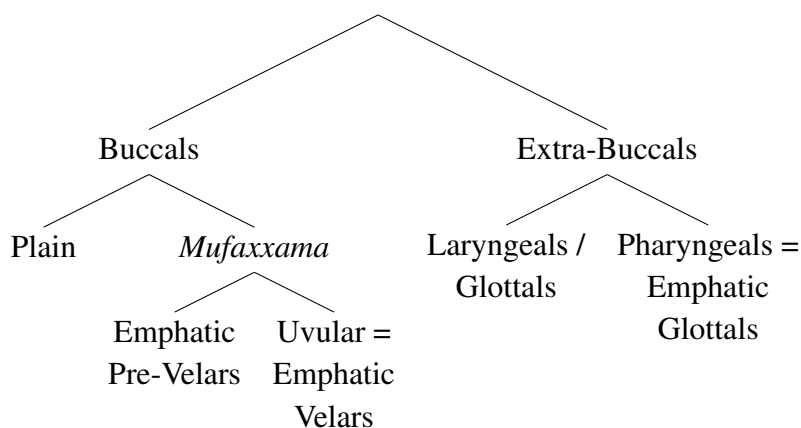 Buccals
Extra-Buccals
Plain
Mufaxxama
Laryngeals /
Glottals
Pharyngeals =
Emphatic
Glottals
Emphatic
Pre-Velars
Uvular =
Emphatic
Velars